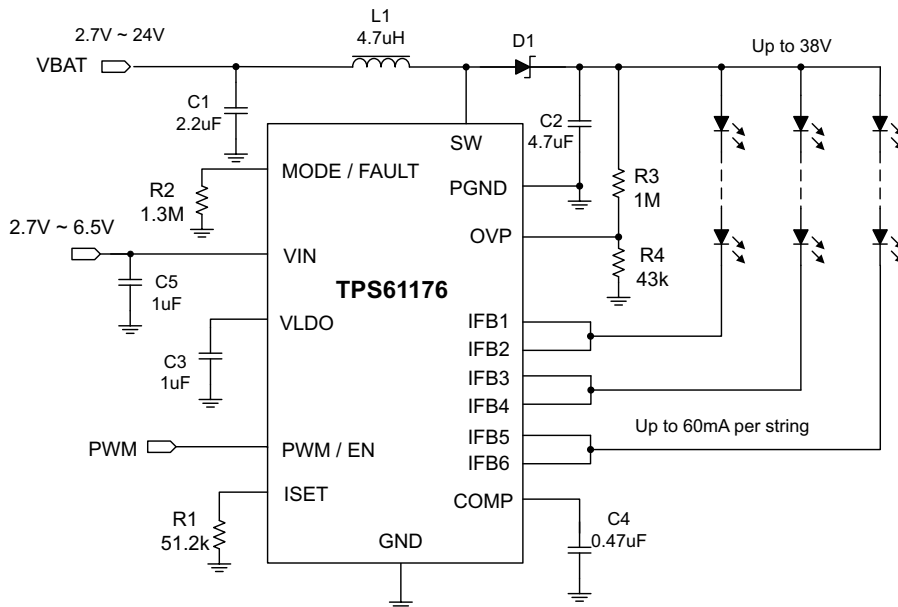 2.7V ~ 24V
VBAT
L1
4.7uH
D1
Up to 38V
C1
2.2uF
C2
4.7uF
SW
MODE / FAULT
PGND
R2
1.3M
R3
1M
2.7V ~ 6.5V
OVP
VIN
R4
43k
TPS61176
C5
1uF
VLDO
IFB1
IFB2
C3
1uF
IFB3
IFB4
Up to 60mA per string
IFB5
IFB6
PWM
PWM / EN
ISET
COMP
R1
51.2k
C4
0.47uF
GND